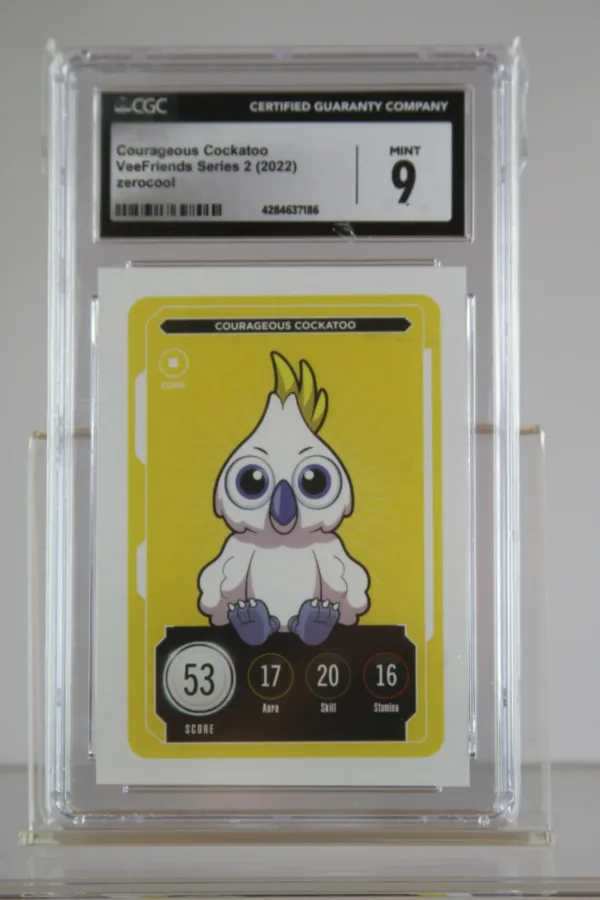 CGC
CERTIFIED GUARANTY COMPANY
Courageous Cockatoo
VeeFriends Series 2 (2022)
zerocool
4284637186
MINT
9
COURAGEOUS COCKATOO
CORE
53
SCORE
17
Aura
20
Skill
16
Stamina